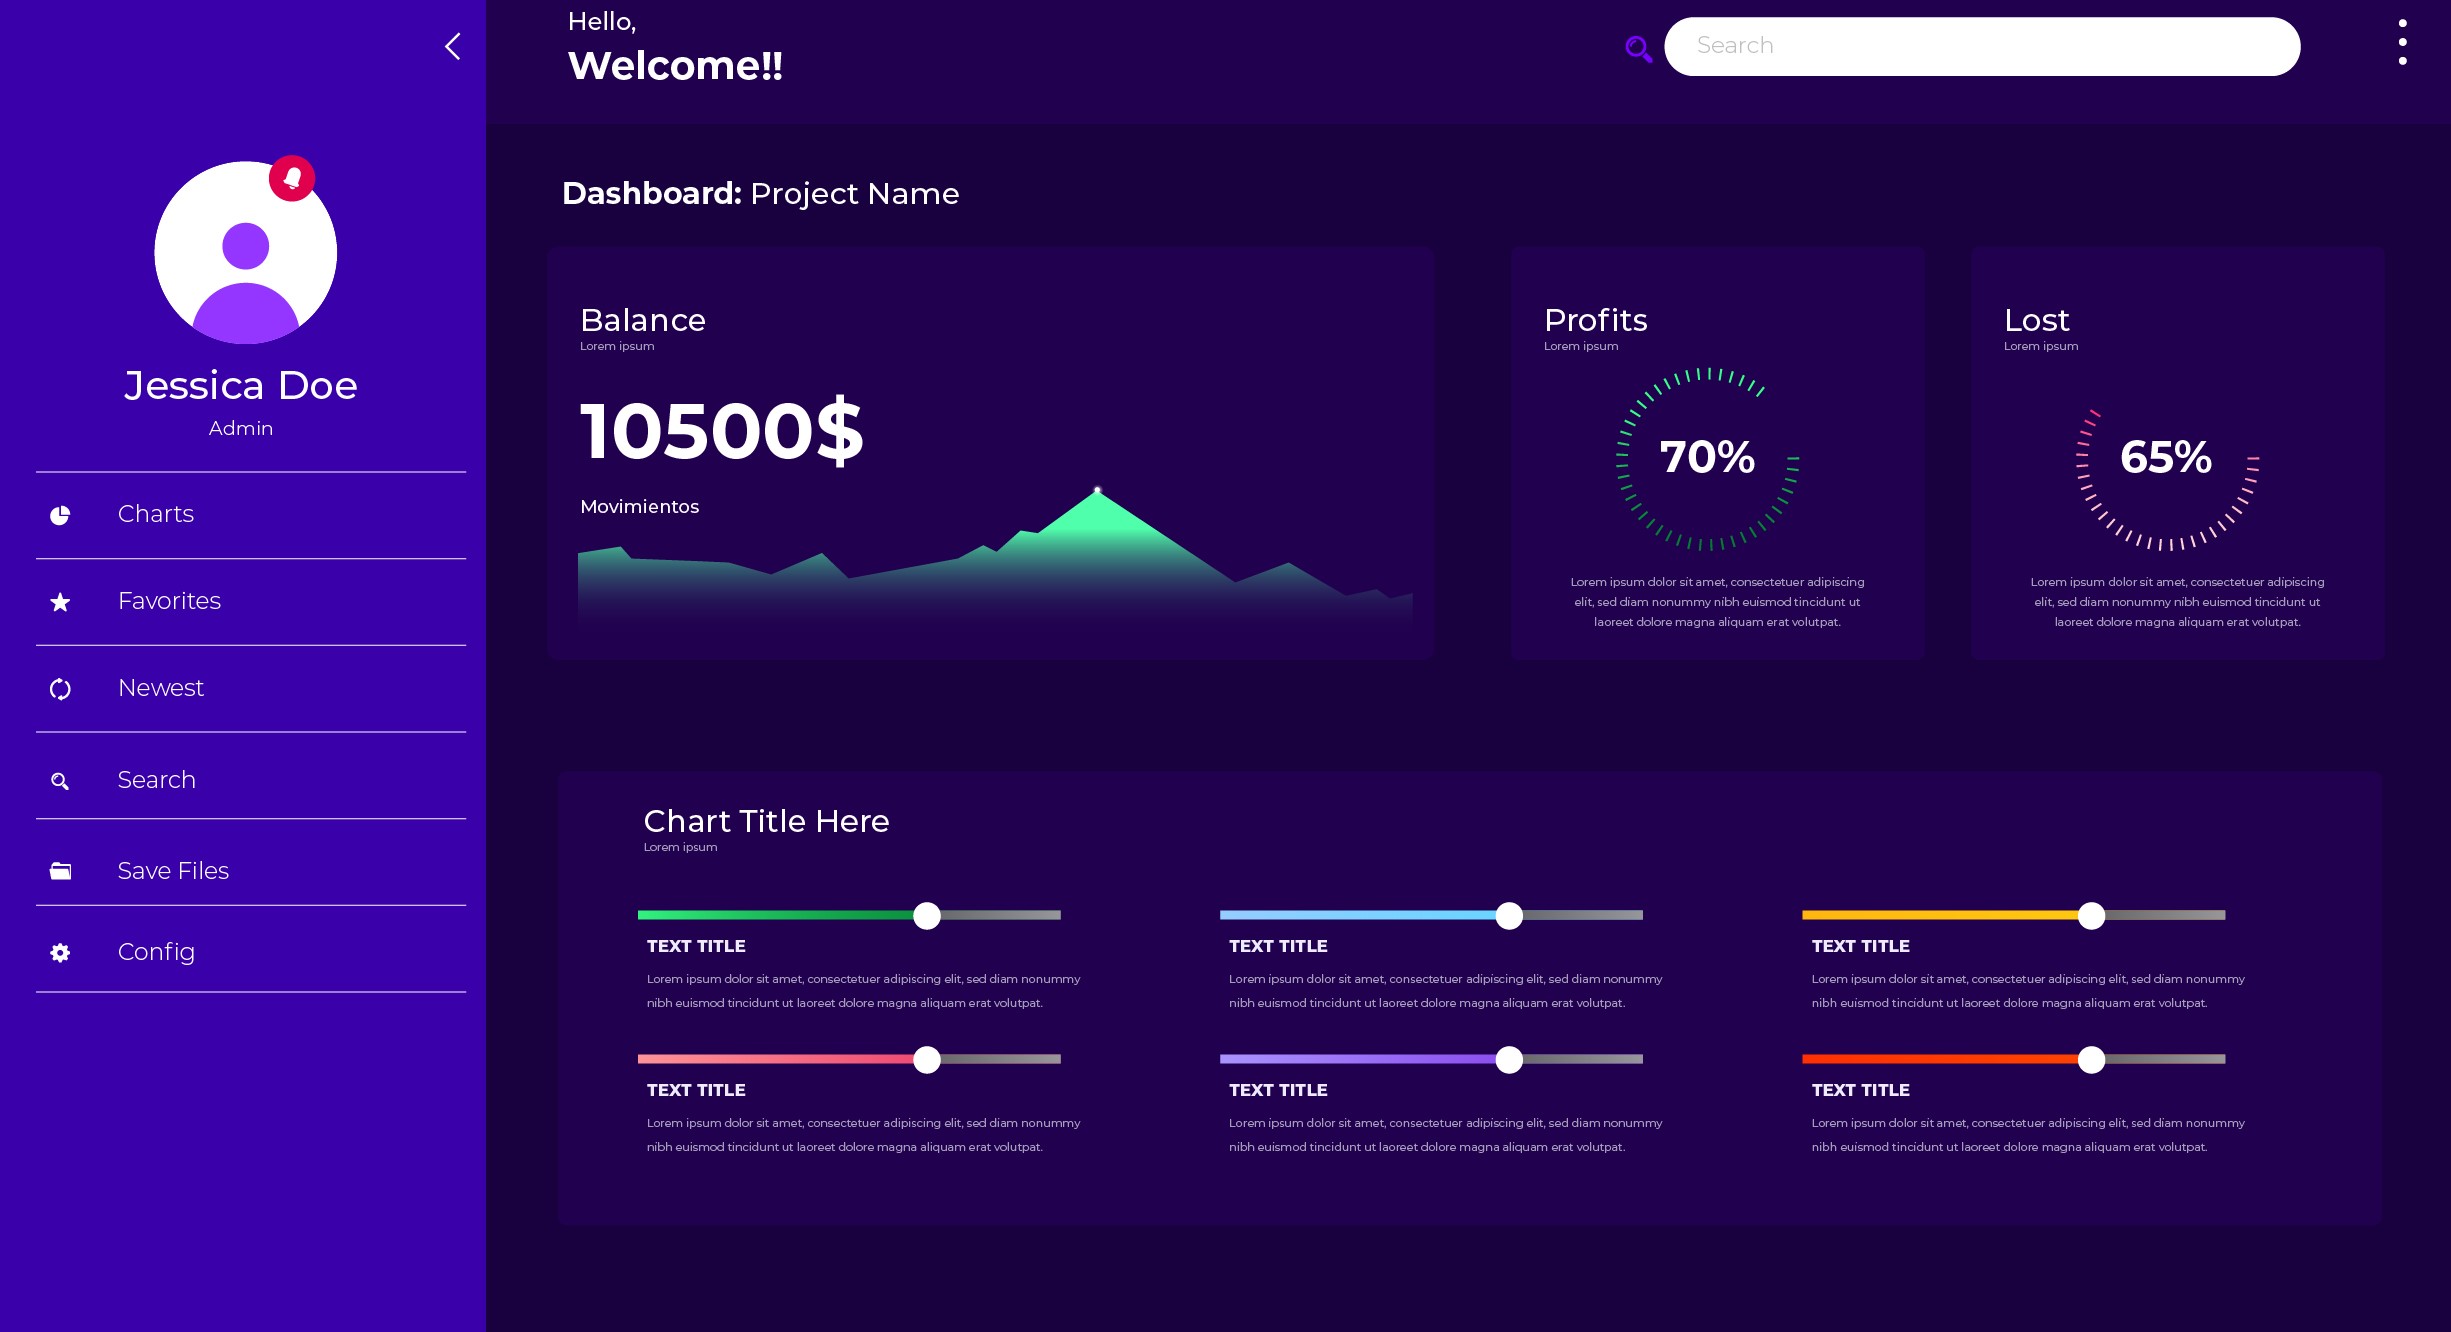 Hello,
Welcome!!
Search
Jessica Doe
Admin
Charts
Favorites
Newest
Search
Save Files
Config
Dashboard: Project Name
Balance
Lorem ipsum
10500$
Movimientos
Profits
Lorem ipsum
70%
Lorem ipsum dolor sit amet, consectetuer adipiscing
elit, sed diam nonummy nibh euismod tincidunt ut
laoreet dolore magna aliquam erat volutpat.
Lost
Lorem ipsum
65%
Lorem ipsum dolor sit amet, consectetuer adipiscing
elit, sed diam nonummy nibh euismod tincidunt ut
laoreet dolore magna aliquam erat volutpat.
Chart Title Here
Lorem ipsum
TEXT TITLE
Lorem ipsum dolor sit amet, consectetuer adipiscing elit, sed diam nonummy
nibh euismod tincidunt ut laoreet dolore magna aliquam erat volutpat.
TEXT TITLE
Lorem ipsum dolor sit amet, consectetuer adipiscing elit, sed diam nonummy
nibh euismod tincidunt ut laoreet dolore magna aliquam erat volutpat.
TEXT TITLE
Lorem ipsum dolor sit amet, consectetuer adipiscing elit, sed diam nonummy
nibh euismod tincidunt ut laoreet dolore magna aliquam erat volutpat.
TEXT TITLE
Lorem ipsum dolor sit amet, consectetuer adipiscing elit, sed diam nonummy
nibh euismod tincidunt ut laoreet dolore magna aliquam erat volutpat.
TEXT TITLE
Lorem ipsum dolor sit amet, consectetuer adipiscing elit, sed diam nonummy
nibh euismod tincidunt ut laoreet dolore magna aliquam erat volutpat.
TEXT TITLE
Lorem ipsum dolor sit amet, consectetuer adipiscing elit, sed diam nonummy
nibh euismod tincidunt ut laoreet dolore magna aliquam erat volutpat.